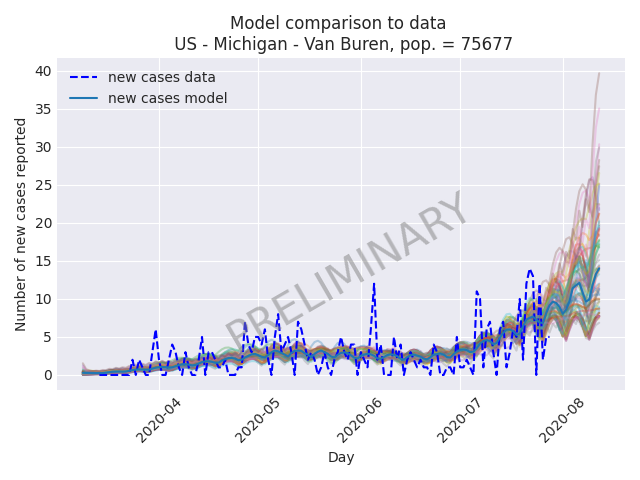 Model comparison to data
US - Michigan - Van Buren, pop. = 75677
new cases data
new cases model
Number of new cases reported
40
35
30
25
20
15
10
5
0
PRELIMINARY
2020-04
2020-05
2020-06
2020-07
2020-08
Day